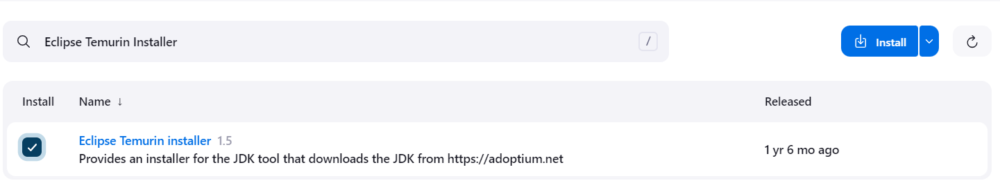 Eclipse Temurin Installer /
Install
Install Name ↓ Released
Eclipse Temurin installer 1.5
Provides an installer for the JDK tool that downloads the JDK from https://adoptium.net
1 yr 6 mo ago